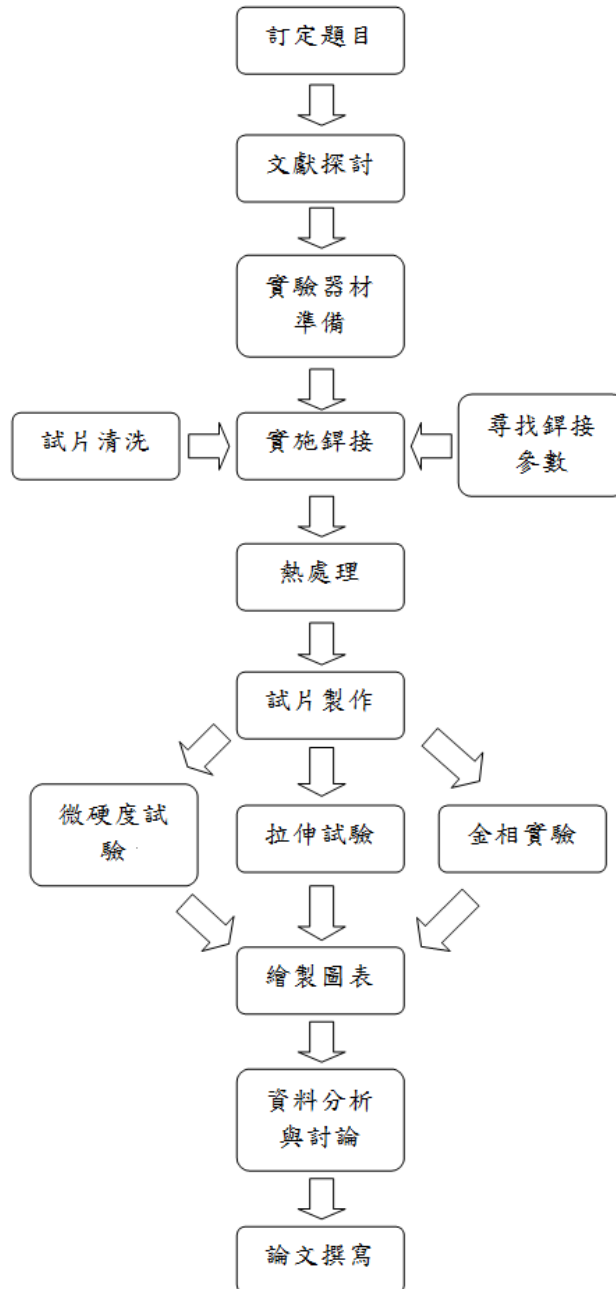 訂定題目
文獻探討
實驗器材
準備
試片清洗
實施銲接
尋找銲接
參數
熱處理
試片製作
微硬度試
驗
拉伸試驗
金相實驗
繪製圖表
資料分析
與討論
論文撰寫